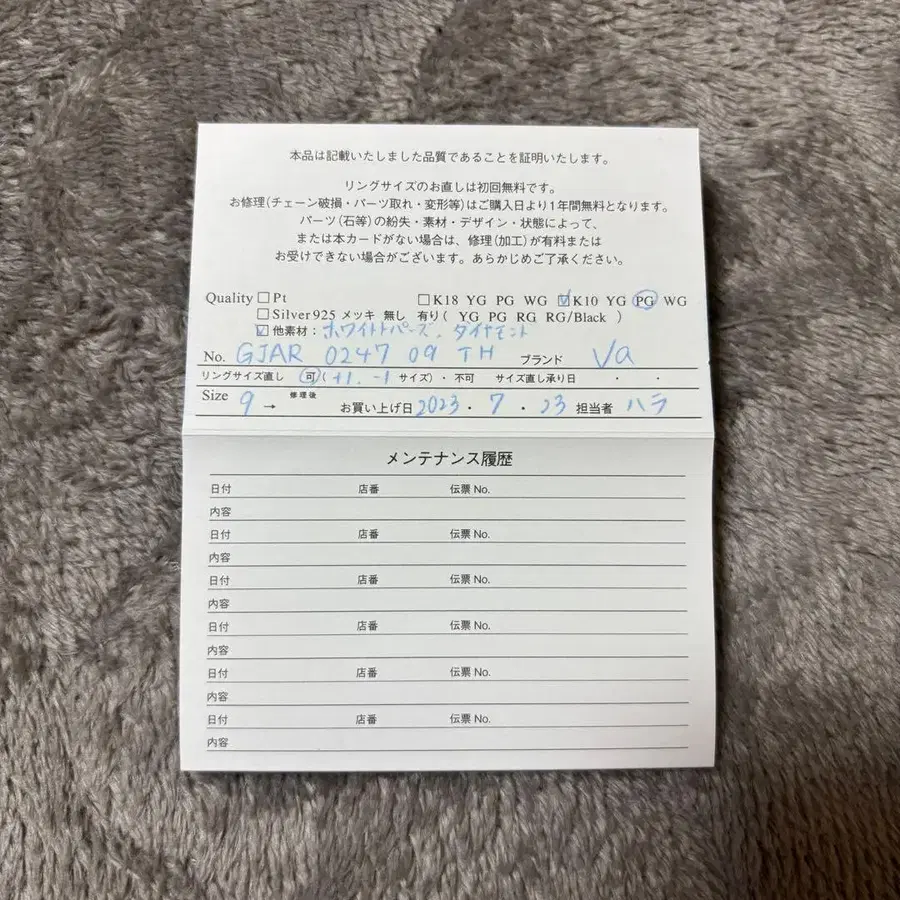 本品は記載いたしました品質であることを証明いたします。
リングサイズのお直しは初回無料です。
お修理(チェーン破損・パーツ取れ・変形等)はご購入日より1年間無料となります。
パーツ(石等)の紛失・素材・デザイン・状態によって、
または本カードがない場合は、修理(加工)が有料または
お受けできない場合がございます。あらかじめご了承ください。
Quality □Pt □K18 YG PG WG ☑K10 YG PG WG
□Silver925 メッキ 無し 有り( YG PG RG RG/Black )
☑他素材：ホワイトトパーズ、ダイヤモンド
No. GJAR 0247 09 TH ブランド Va
リングサイズ直し 可(+1. -1 サイズ)・不可 サイズ直し承り日 ・ ・
Size 9 → 修理後 お買い上げ日 2023・7・23 担当者 ハラ
メンテナンス履歴
日付 店番 伝票 No.
内容
日付 店番 伝票 No.
内容
日付 店番 伝票 No.
内容
日付 店番 伝票 No.
内容
日付 店番 伝票 No.
内容
日付 店番 伝票 No.
内容